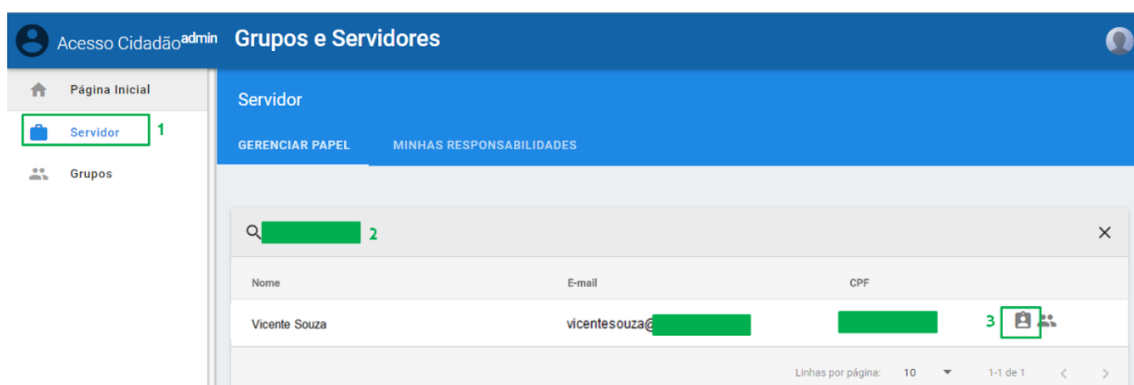 Acesso Cidadão admin Grupos e Servidores
Página Inicial
Servidor 1
Grupos
Servidor
GERENCIAR PAPEL MINHAS RESPONSABILIDADES
2
Nome E-mail CPF
Vicente Souza vicentesouza@ 3
Linhas por página: 10 1-1 de 1